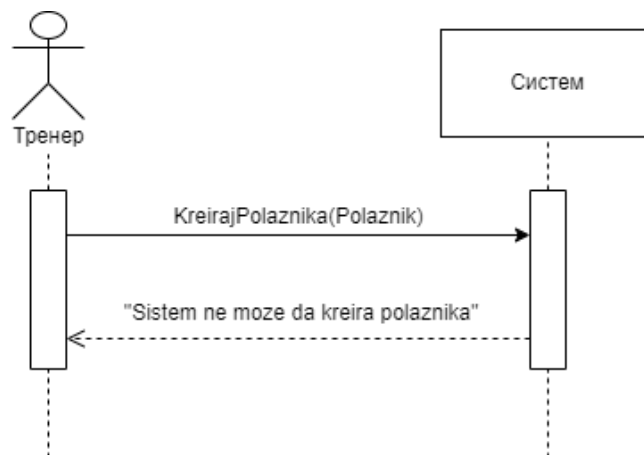 Систем
Тренер
KreirajPolaznika(Polaznik)
"Sistem ne moze da kreira polaznika"